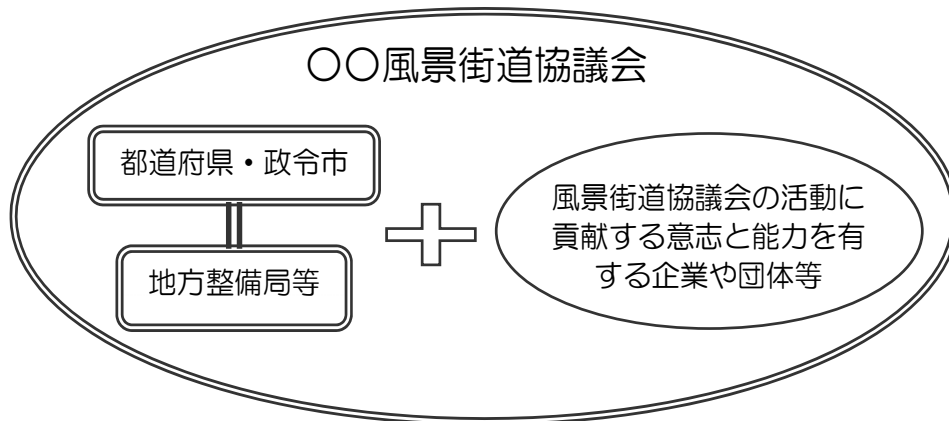 〇〇風景街道協議会
都道府県・政令市
地方整備局等
風景街道協議会の活動に
貢献する意志と能力を有
する企業や団体等